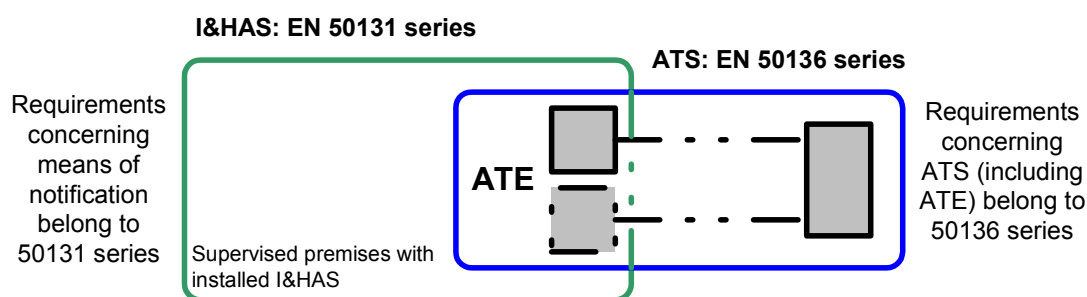 I&HAS: EN 50131 series
ATS: EN 50136 series
Requirements
concerning
means of
notification
belong to
50131 series
ATE
Supervised premises with
installed I&HAS
Requirements
concerning
ATS (including
ATE) belong to
50136 series